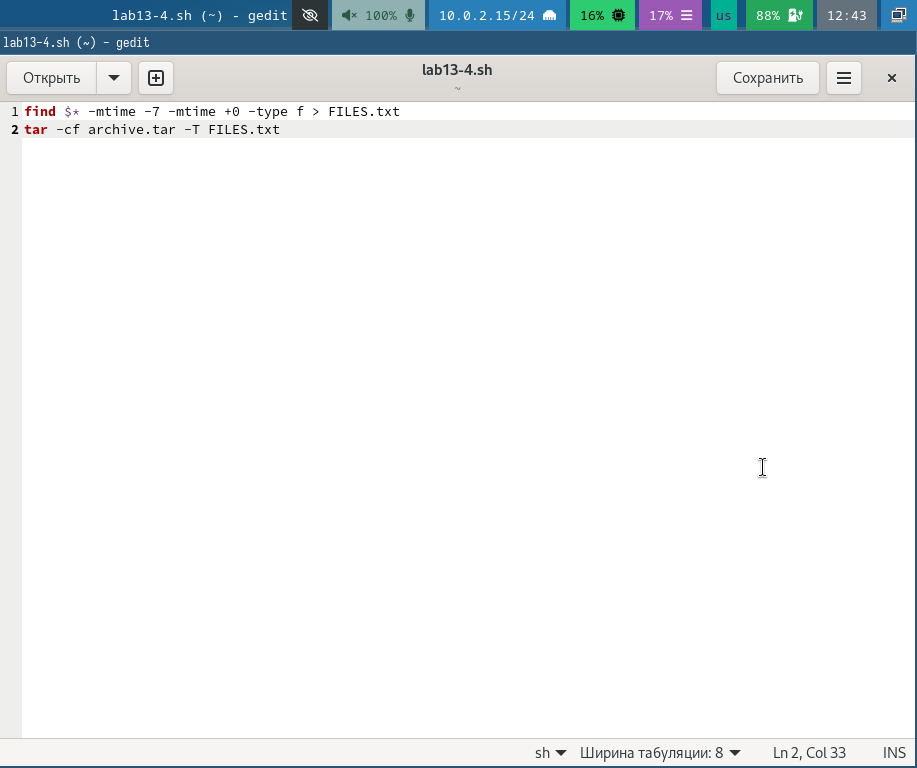 lab13-4.sh (~) - gedit 100% 10.0.2.15/24 16% 17% us 88% 12:43
lab13-4.sh (~) - gedit
Открыть lab13-4.sh Сохранить
~
1 find $* -mtime -7 -mtime +0 -type f > FILES.txt
2 tar -cf archive.tar -T FILES.txt
sh Ширина табуляции: 8 Ln 2, Col 33 INS